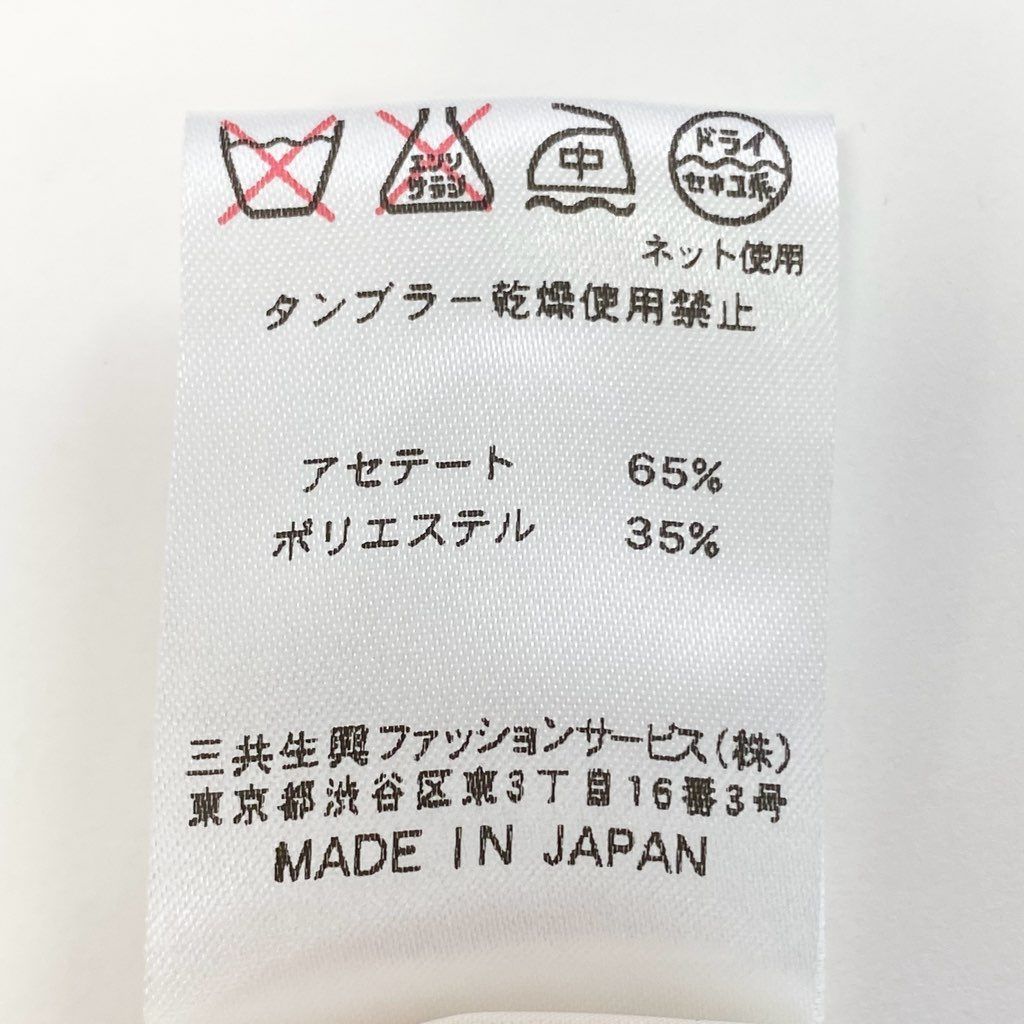 エンソ
サラシ
中
ドライ
セキユ系
ネット使用
タンブラー乾燥使用禁止
アセテート 65%
ポリエステル 35%
三共生興ファッションサービス(株)
東京都渋谷区東3丁目16番3号
MADE IN JAPAN